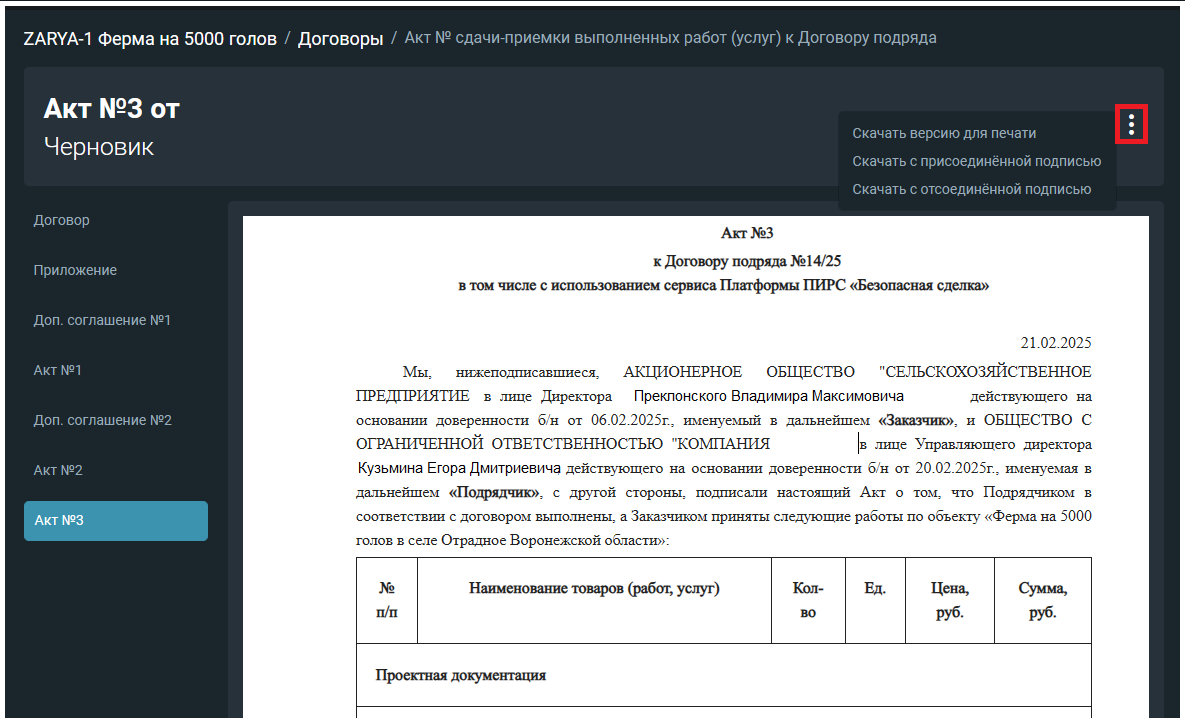 ZARYA-1 Ферма на 5000 голов / Договоры / Акт № сдачи-приемки выполненных работ (услуг) к Договору подряда
Акт №3 от
Черновик
Скачать версию для печати
Скачать с присоединённой подписью
Скачать с отсоединённой подписью
Договор
Приложение
Доп. соглашение №1
Акт №1
Доп. соглашение №2
Акт №2
Акт №3
Акт №3
к Договору подряда №14/25
в том числе с использованием сервиса Платформы ПИРС «Безопасная сделка»
21.02.2025
Мы, нижеподписавшиеся, АКЦИОНЕРНОЕ ОБЩЕСТВО "СЕЛЬСКОХОЗЯЙСТВЕННОЕ
ПРЕДПРИЯТИЕ в лице Директора Преклонского Владимира Максимовича действующего на
основании доверенности б/н от 06.02.2025г., именуемый в дальнейшем «Заказчик», и ОБЩЕСТВО С
ОГРАНИЧЕННОЙ ОТВЕТСТВЕННОСТЬЮ "КОМПАНИЯ в лице Управляющего директора
Кузьмина Егора Дмитриевича действующего на основании доверенности б/н от 20.02.2025г., именуемая в
дальнейшем «Подрядчик», с другой стороны, подписали настоящий Акт о том, что Подрядчиком в
соответствии с договором выполнены, а Заказчиком приняты следующие работы по объекту «Ферма на 5000
голов в селе Отрадное Воронежской области»:
№ п/п
Наименование товаров (работ, услуг)
Кол-во
Ед.
Цена, руб.
Сумма, руб.
Проектная документация